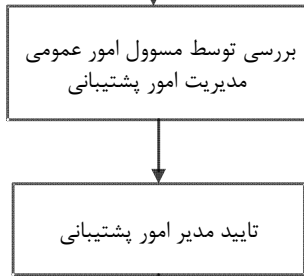 بررسی توسط مسوول امور عمومی
مدیریت امور پشتیبانی
تایید مدیر امور پشتیبانی